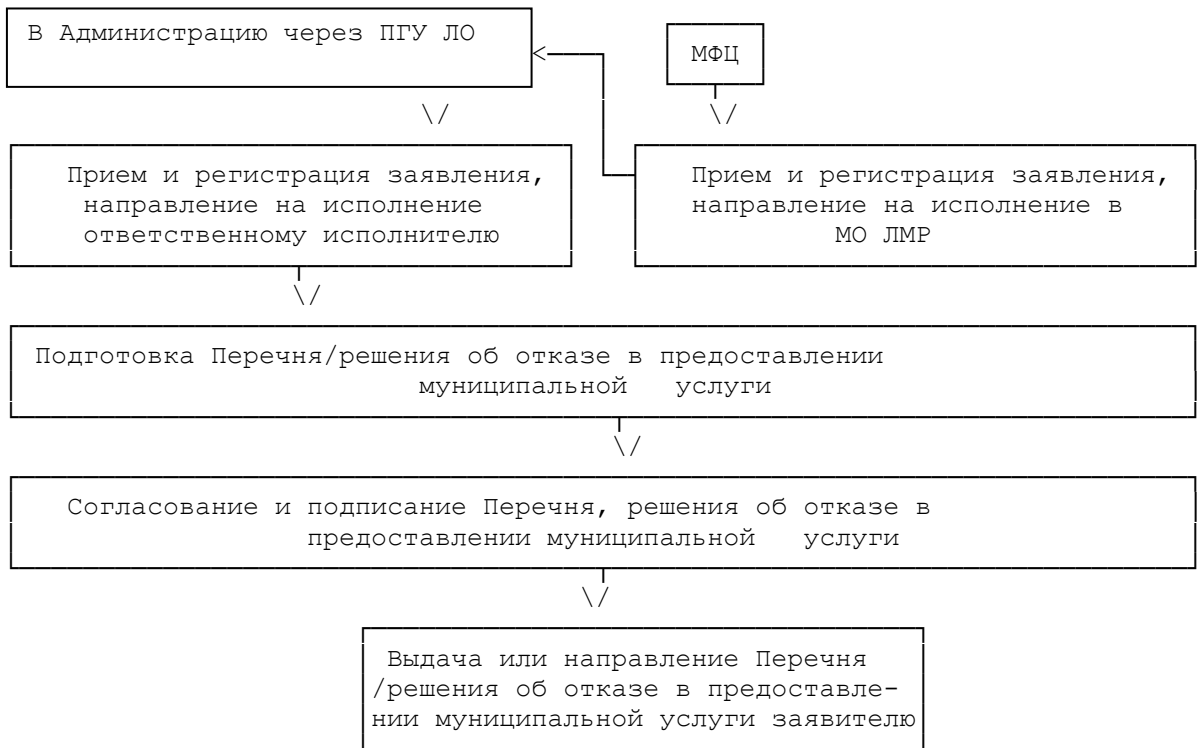 В Администрацию через ПГУ ЛО
МФЦ
Прием и регистрация заявления,
направление на исполнение
ответственному исполнителю
Прием и регистрация заявления,
направление на исполнение в
МО ЛМР
Подготовка Перечня/решения об отказе в предоставлении
муниципальной услуги
Согласование и подписание Перечня, решения об отказе в
предоставлении муниципальной услуги
Выдача или направление Перечня
/решения об отказе в предоставле-
нии муниципальной услуги заявителю